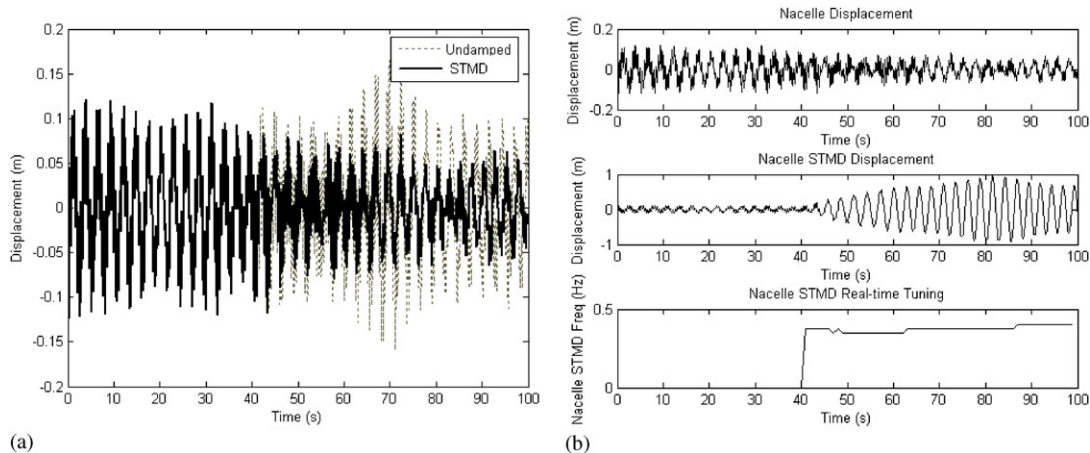 0.2
0.15
0.1
0.05
0
-0.05
-0.1
-0.15
-0.2
Displacement (m)
Undamped
STMD
0 10 20 30 40 50 60 70 80 90 100
Time (s)
(a)
Nacelle Displacement
0.2
0
-0.2
Displacement (m)
0 10 20 30 40 50 60 70 80 90 100
Time (s)
Nacelle STMD Displacement
1
0
-1
Displacement (m)
0 10 20 30 40 50 60 70 80 90 100
Time (s)
Nacelle STMD Real-time Tuning
0.5
0
Nacelle STMD Freq (Hz)
0 10 20 30 40 50 60 70 80 90 100
Time (s)
(b)